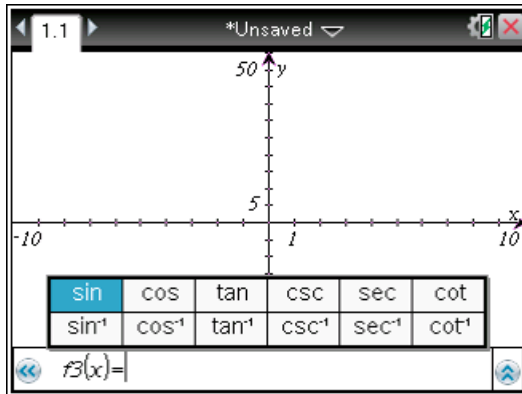 1.1 *Unsaved
50 y
5
x
-10 1 10
sin cos tan csc sec cot
sin⁻¹ cos⁻¹ tan⁻¹ csc⁻¹ sec⁻¹ cot⁻¹
f3(x)=